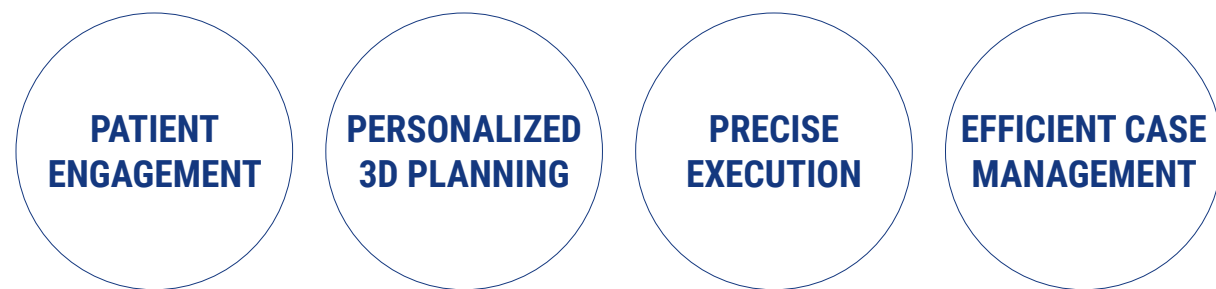 PATIENT
ENGAGEMENT
PERSONALIZED
3D PLANNING
PRECISE
EXECUTION
EFFICIENT CASE
MANAGEMENT